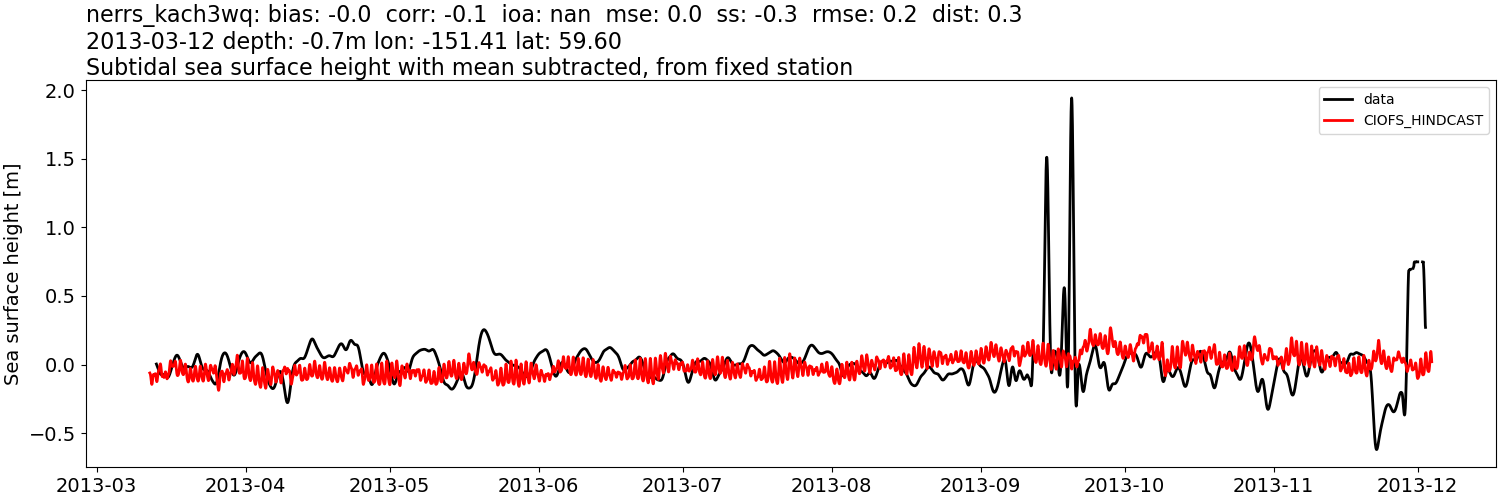 nerrs_kach3wq: bias: -0.0  corr: -0.1  ioa: nan  mse: 0.0  ss: -0.3  rmse: 0.2  dist: 0.3
2013-03-12 depth: -0.7m lon: -151.41 lat: 59.60
Subtidal sea surface height with mean subtracted, from fixed station
data
CIOFS_HINDCAST
Sea surface height [m]
2.0
1.5
1.0
0.5
0.0
−0.5
2013-03 2013-04 2013-05 2013-06 2013-07 2013-08 2013-09 2013-10 2013-11 2013-12